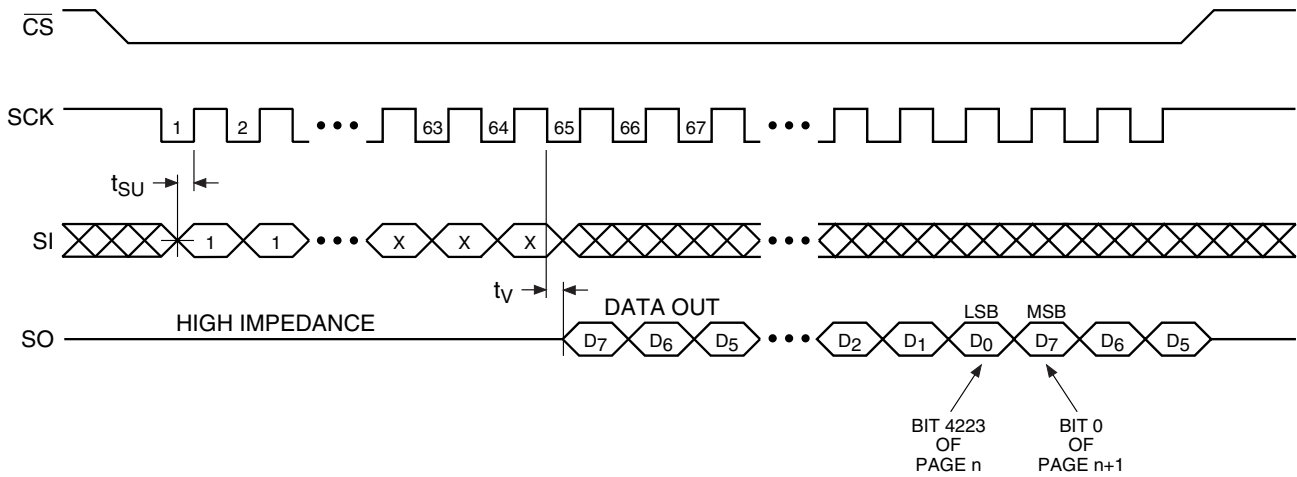 CS
SCK 1 2 ••• 63 64 65 66 67 •••
tSU
SI 1 1 ••• X X X •••
tV
HIGH IMPEDANCE DATA OUT LSB MSB
SO D7 D6 D5 ••• D2 D1 D0 D7 D6 D5
BIT 4223
OF
PAGE n
BIT 0
OF
PAGE n+1